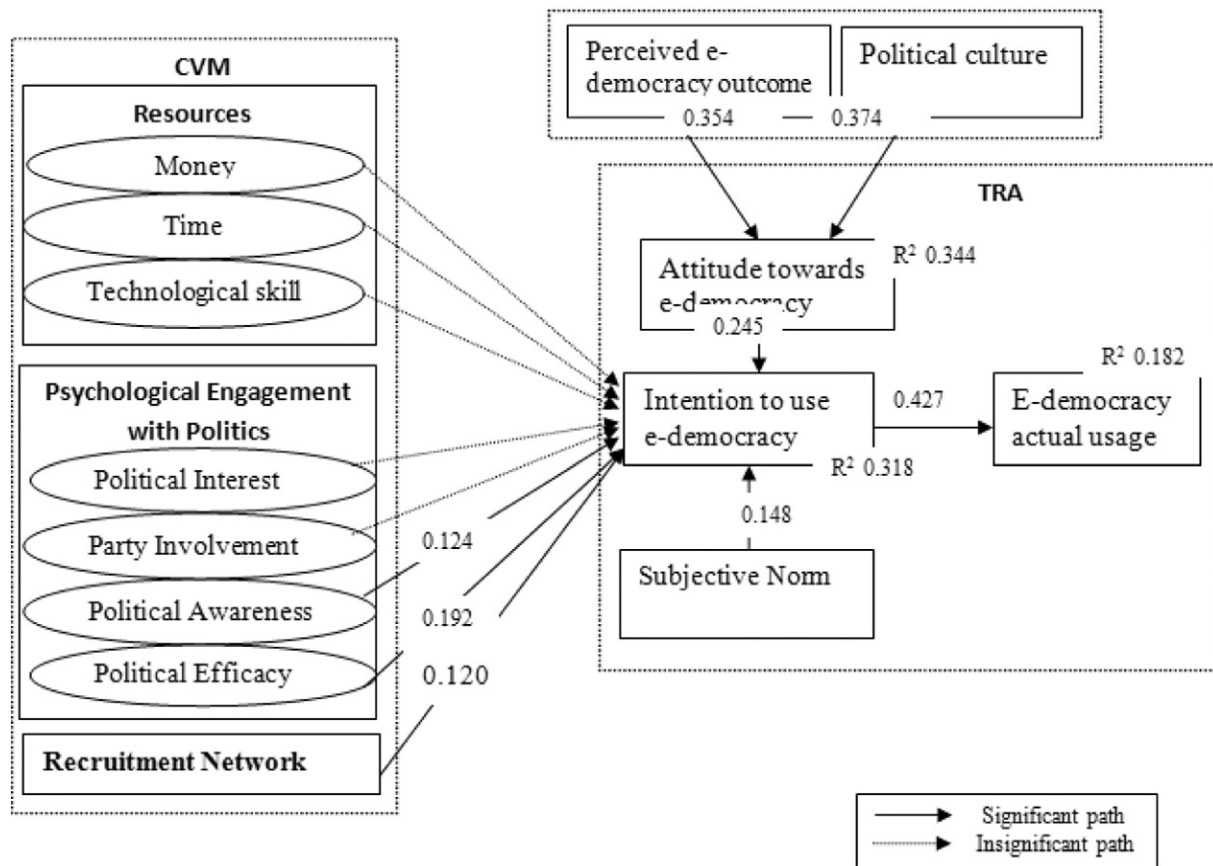 CVM
Resources
Money
Time
Technological skill
Psychological Engagement
with Politics
Political Interest
Party Involvement
Political Awareness
Political Efficacy
Recruitment Network
0.124
0.192
0.120
Perceived e-
democracy outcome
0.354
Political culture
0.374
TRA
Attitude towards
e-democracy
R² 0.344
0.245
Intention to use
e-democracy
R² 0.318
0.427
R² 0.182
E-democracy
actual usage
0.148
Subjective Norm
Significant path
Insignificant path